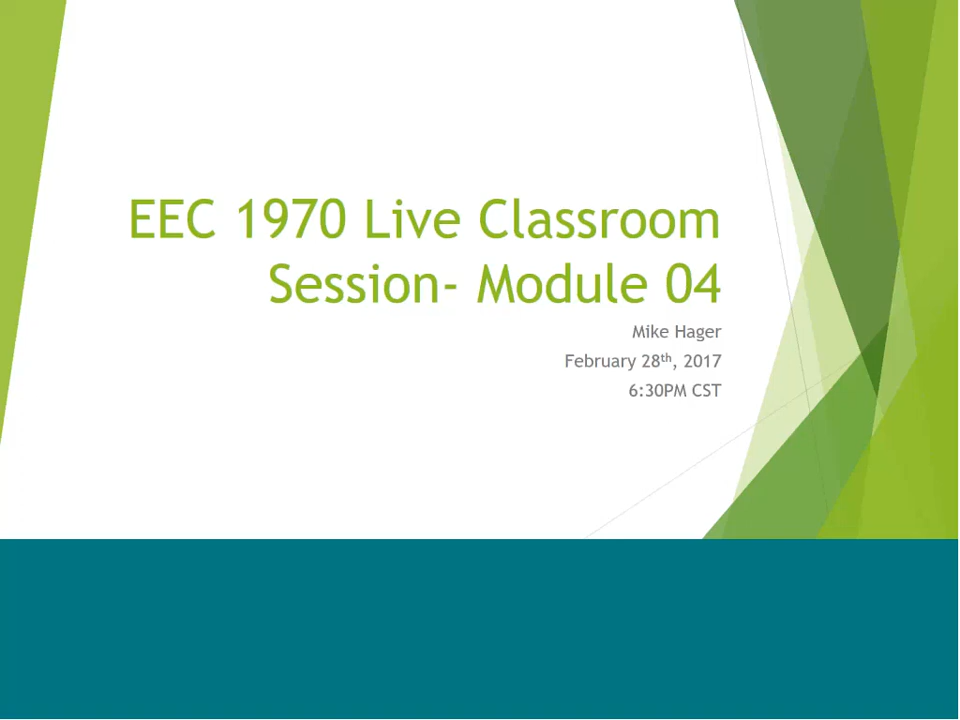 EEC 1970 Live Classroom
Session- Module 04
Mike Hager
February 28th, 2017
6:30PM CST